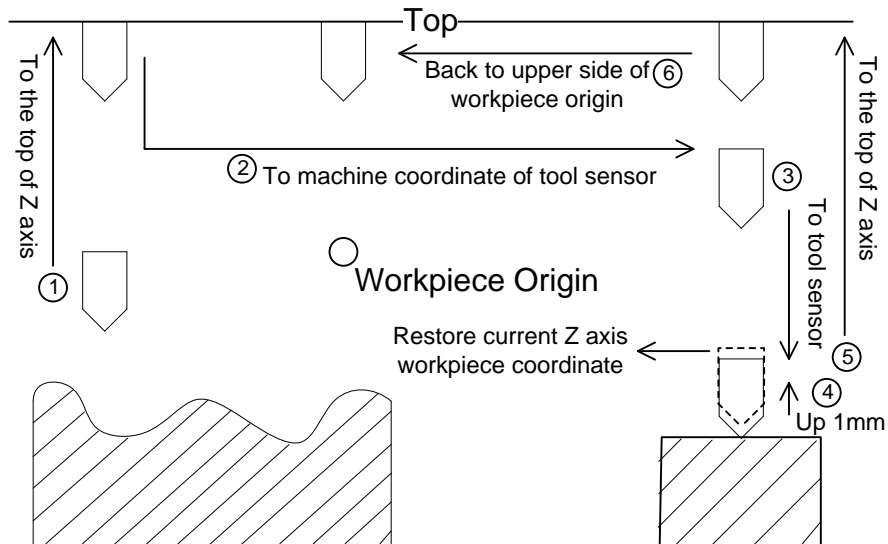 Top
To the top of Z axis
①
Back to upper side of ⑥
workpiece origin
② To machine coordinate of tool sensor
③
To tool sensor
To the top of Z axis
⑤
Workpiece Origin
Restore current Z axis
workpiece coordinate
④
Up 1mm